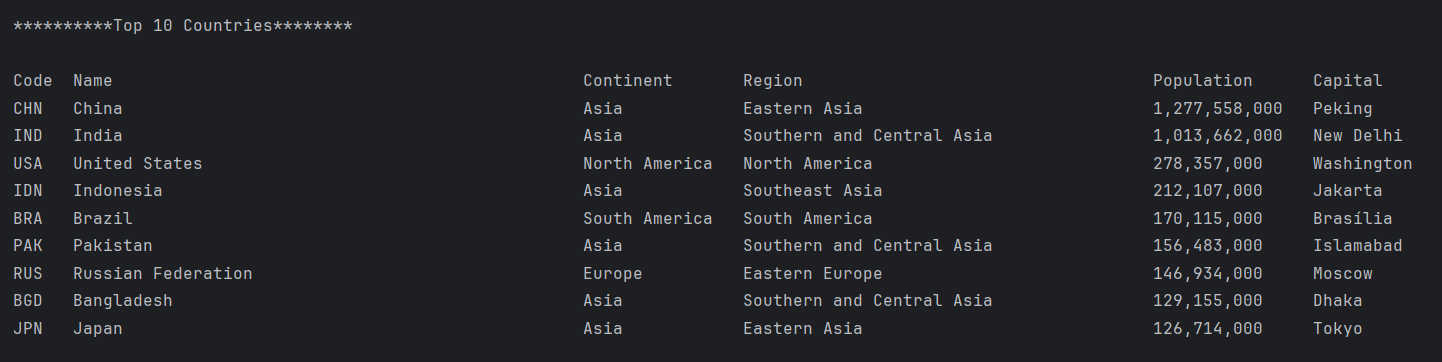 **********Top 10 Countries********
Code Name Continent Region Population Capital
CHN China Asia Eastern Asia 1,277,558,000 Peking
IND India Asia Southern and Central Asia 1,013,662,000 New Delhi
USA United States North America North America 278,357,000 Washington
IDN Indonesia Asia Southeast Asia 212,107,000 Jakarta
BRA Brazil South America South America 170,115,000 Brasília
PAK Pakistan Asia Southern and Central Asia 156,483,000 Islamabad
RUS Russian Federation Europe Eastern Europe 146,934,000 Moscow
BGD Bangladesh Asia Southern and Central Asia 129,155,000 Dhaka
JPN Japan Asia Eastern Asia 126,714,000 Tokyo